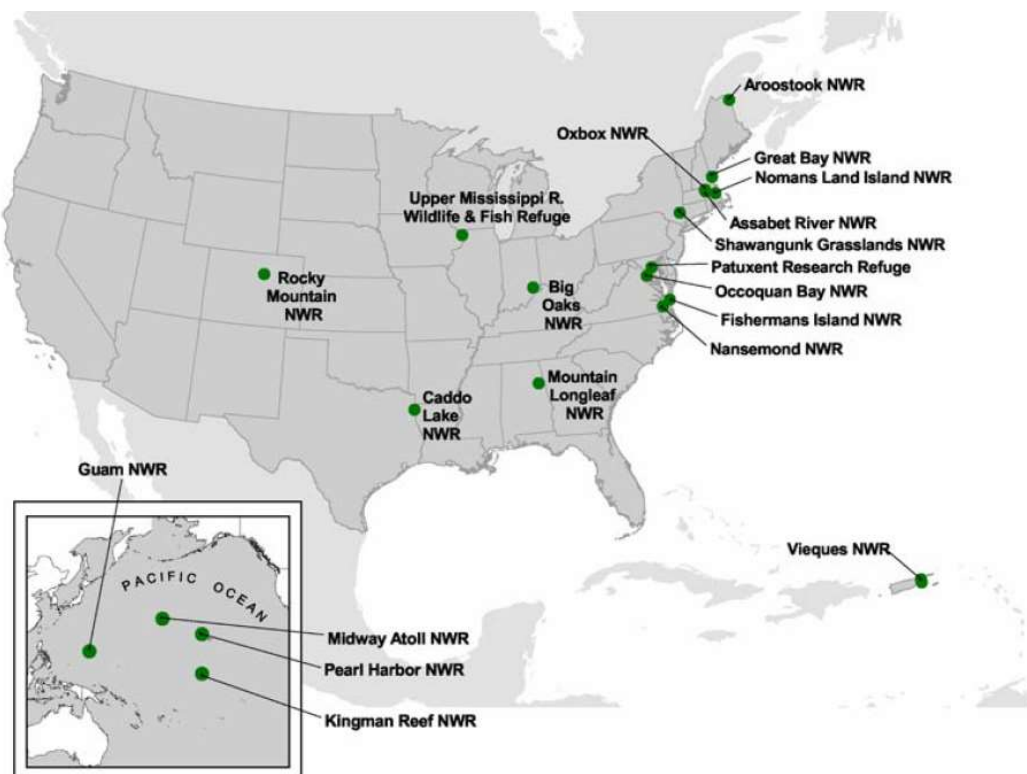 Aroostook NWR
Oxbox NWR
Great Bay NWR
Nomans Land Island NWR
Upper Mississippi R.
Wildlife & Fish Refuge
Assabet River NWR
Shawangunk Grasslands NWR
Patuxent Research Refuge
Rocky
Mountain
NWR
Big
Oaks
NWR
Occoquan Bay NWR
Fishermans Island NWR
Nansemond NWR
Caddo
Lake
NWR
Mountain
Longleaf
NWR
Guam NWR
PACIFIC OCEAN
Vieques NWR
Midway Atoll NWR
Pearl Harbor NWR
Kingman Reef NWR